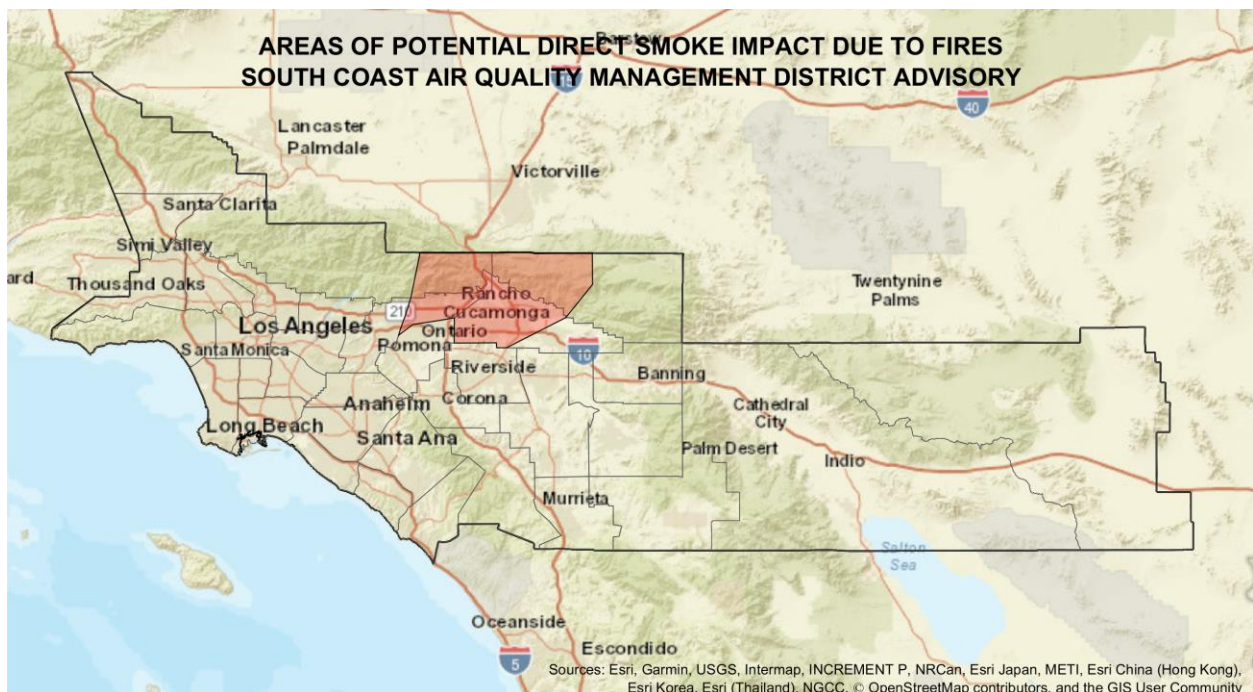 AREAS OF POTENTIAL DIRECT SMOKE IMPACT DUE TO FIRES
Barstow
SOUTH COAST AIR QUALITY MANAGEMENT DISTRICT ADVISORY
15
40
Lancaster
Palmdale
Victorville
Santa Clarita
Simi Valley
ard
Thousand Oaks
Twentynine
Palms
Rancho
Cucamonga
210
Los Angeles
Ontario
Pomona
Santa Monica
10
Riverside
Banning
Corona
Anaheim
Cathedral
City
Long Beach
Santa Ana
Palm Desert
Indio
Murrieta
Salton
Sea
Oceanside
Escondido
5
Sources: Esri, Garmin, USGS, Intermap, INCREMENT P, NRCan, Esri Japan, METI, Esri China (Hong Kong),
Esri Korea, Esri (Thailand), NGCC, © OpenStreetMap contributors, and the GIS User Community